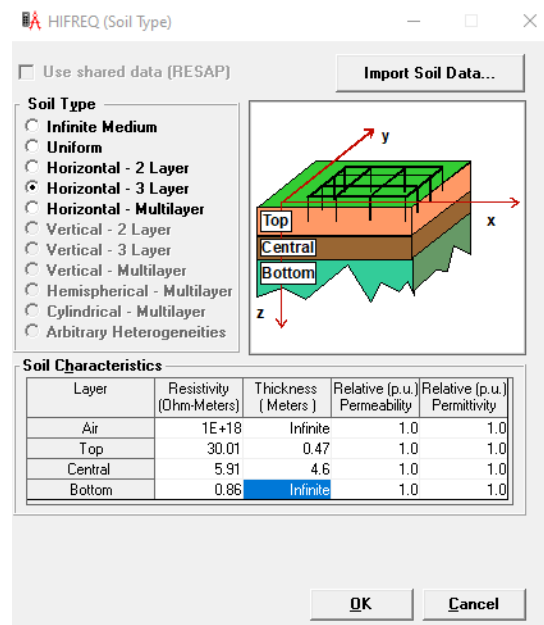 HIFREQ (Soil Type)
Use shared data (RESAP)
Import Soil Data...
Soil Type
Infinite Medium
Uniform
Horizontal - 2 Layer
Horizontal - 3 Layer
Horizontal - Multilayer
Vertical - 2 Layer
Vertical - 3 Layer
Vertical - Multilayer
Hemispherical - Multilayer
Cylindrical - Multilayer
Arbitrary Heterogeneities
y
x
Top
Central
Bottom
z
Soil Characteristics
Layer Resistivity (Ohm-Meters) Thickness ( Meters ) Relative (p.u.) Permeability Relative (p.u.) Permittivity
Air 1E+18 Infinite 1.0 1.0
Top 30.01 0.47 1.0 1.0
Central 5.91 4.6 1.0 1.0
Bottom 0.86 Infinite 1.0 1.0
OK Cancel